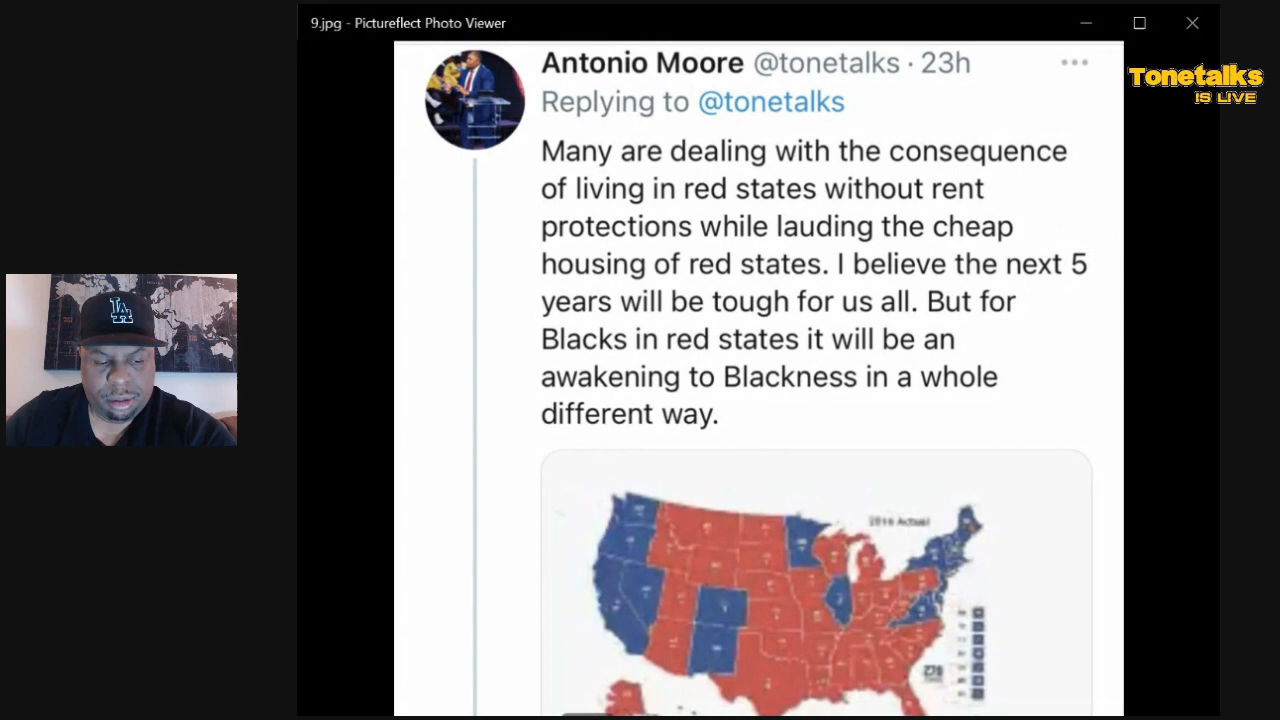 9.jpg - Pictureflect Photo Viewer
Tonetalks
IS LIVE
Antonio Moore @tonetalks · 23h
Replying to @tonetalks
Many are dealing with the consequence
of living in red states without rent
protections while lauding the cheap
housing of red states. I believe the next 5
years will be tough for us all. But for
Blacks in red states it will be an
awakening to Blackness in a whole
different way.
2016 Actual
270
LA